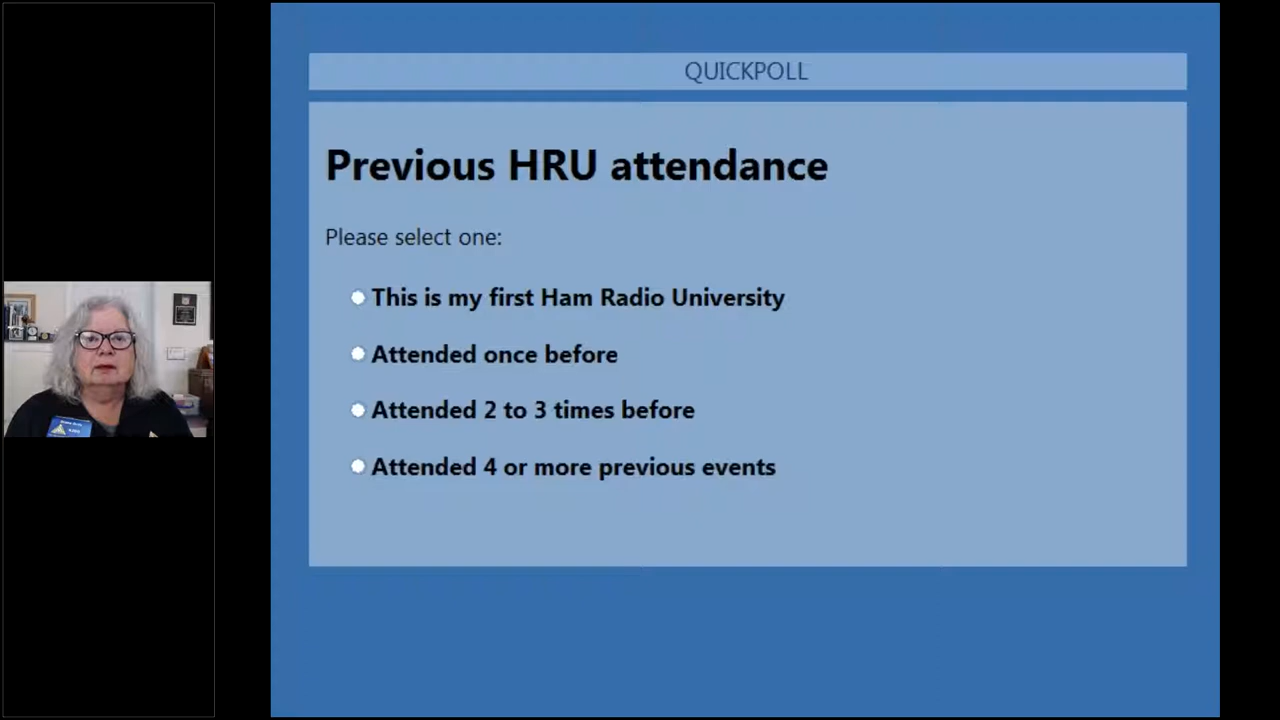 QUICKPOLL
Previous HRU attendance
Please select one:
This is my first Ham Radio University
Attended once before
Attended 2 to 3 times before
Attended 4 or more previous events